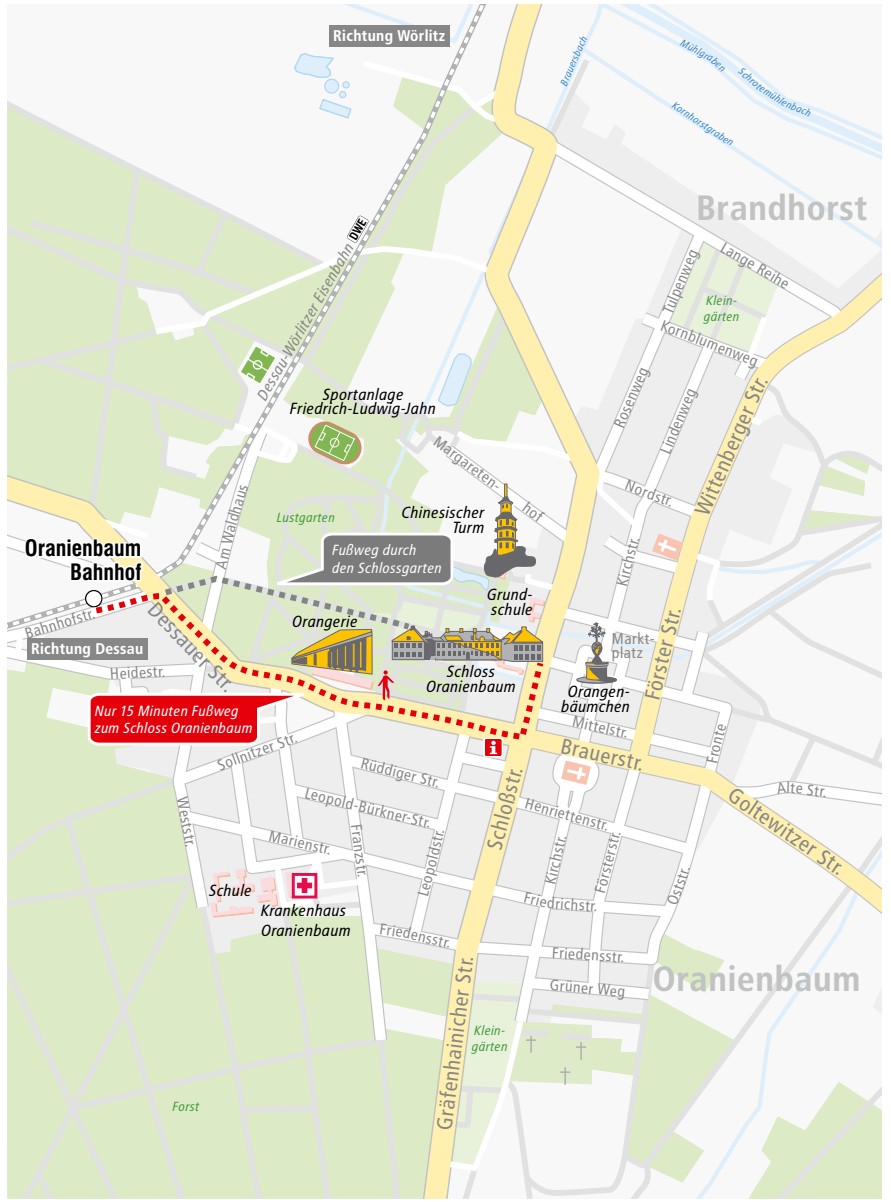 Richtung Wörlitz
Brauersbach
Mühlgraben
Schrotemühlenbach
Kornhorstgraben
Brandhorst
Lange Reihe
Tulpenweg
Klein-
gärten
Kornblumenweg
DWE
Dessau-Wörlitzer Eisenbahn
Rosenweg
Lindenweg
Wittenberger Str.
Sportanlage
Friedrich-Ludwig-Jahn
Margareten-
hof
Nordstr.
Am Waldhaus
Lustgarten
Chinesischer
Turm
Kirchstr.
Oranienbaum
Bahnhof
Fußweg durch
den Schlossgarten
Grund-
schule
Bahnhofstr.
Orangerie
Markt-
platz
Richtung Dessau
Dessauer Str.
Heidestr.
Schloss
Oranienbaum
Orangen-
bäumchen
Förster Str.
Nur 15 Minuten Fußweg
zum Schloss Oranienbaum
Mittelstr.
Fronte
i
Brauerstr.
Sollnitzer Str.
Ruddiger Str.
Schloßstr.
Alte Str.
Goltewitzer Str.
Weststr.
Leopold-Bürkner-Str.
Henriettenstr.
Marienstr.
Franzstr.
Leopoldstr.
Kirchstr.
Försterstr.
Oststr.
Schule
Krankenhaus
Oranienbaum
Friedrichstr.
Friedensstr.
Friedensstr.
Grüner Weg
Oranienbaum
Gräfenhainicher Str.
Klein-
gärten
Forst